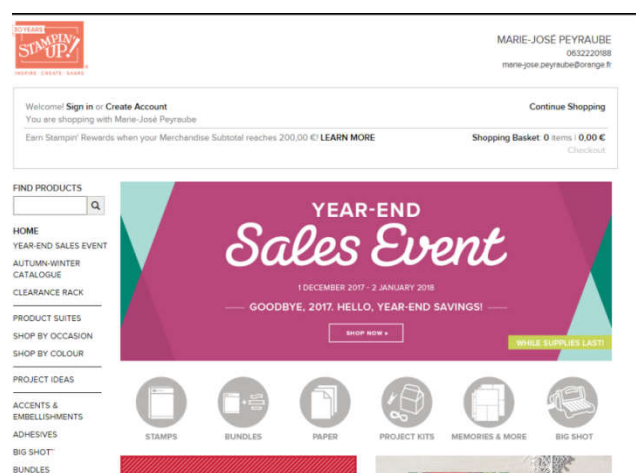 30 YEARS
STAMPIN' UP!
INSPIRE. CREATE. SHARE.
MARIE-JOSÉ PEYRAUBE
0632220188
marie-jose.peyraube@orange.fr
Welcome! Sign in or Create Account
Continue Shopping
You are shopping with Marie-José Peyraube
Earn Stampin' Rewards when your Merchandise Subtotal reaches 200,00 €! LEARN MORE
Shopping Basket: 0 items | 0,00 €
Checkout
FIND PRODUCTS
HOME
YEAR-END SALES EVENT
AUTUMN-WINTER
CATALOGUE
CLEARANCE RACK
PRODUCT SUITES
SHOP BY OCCASION
SHOP BY COLOUR
PROJECT IDEAS
ACCENTS &
EMBELLISHMENTS
ADHESIVES
BIG SHOT™
BUNDLES
YEAR-END
Sales Event
1 DECEMBER 2017 - 2 JANUARY 2018
GOODBYE, 2017. HELLO, YEAR-END SAVINGS!
SHOP NOW »
WHILE SUPPLIES LAST!
STAMPS
BUNDLES
PAPER
PROJECT KITS
MEMORIES & MORE
BIG SHOT